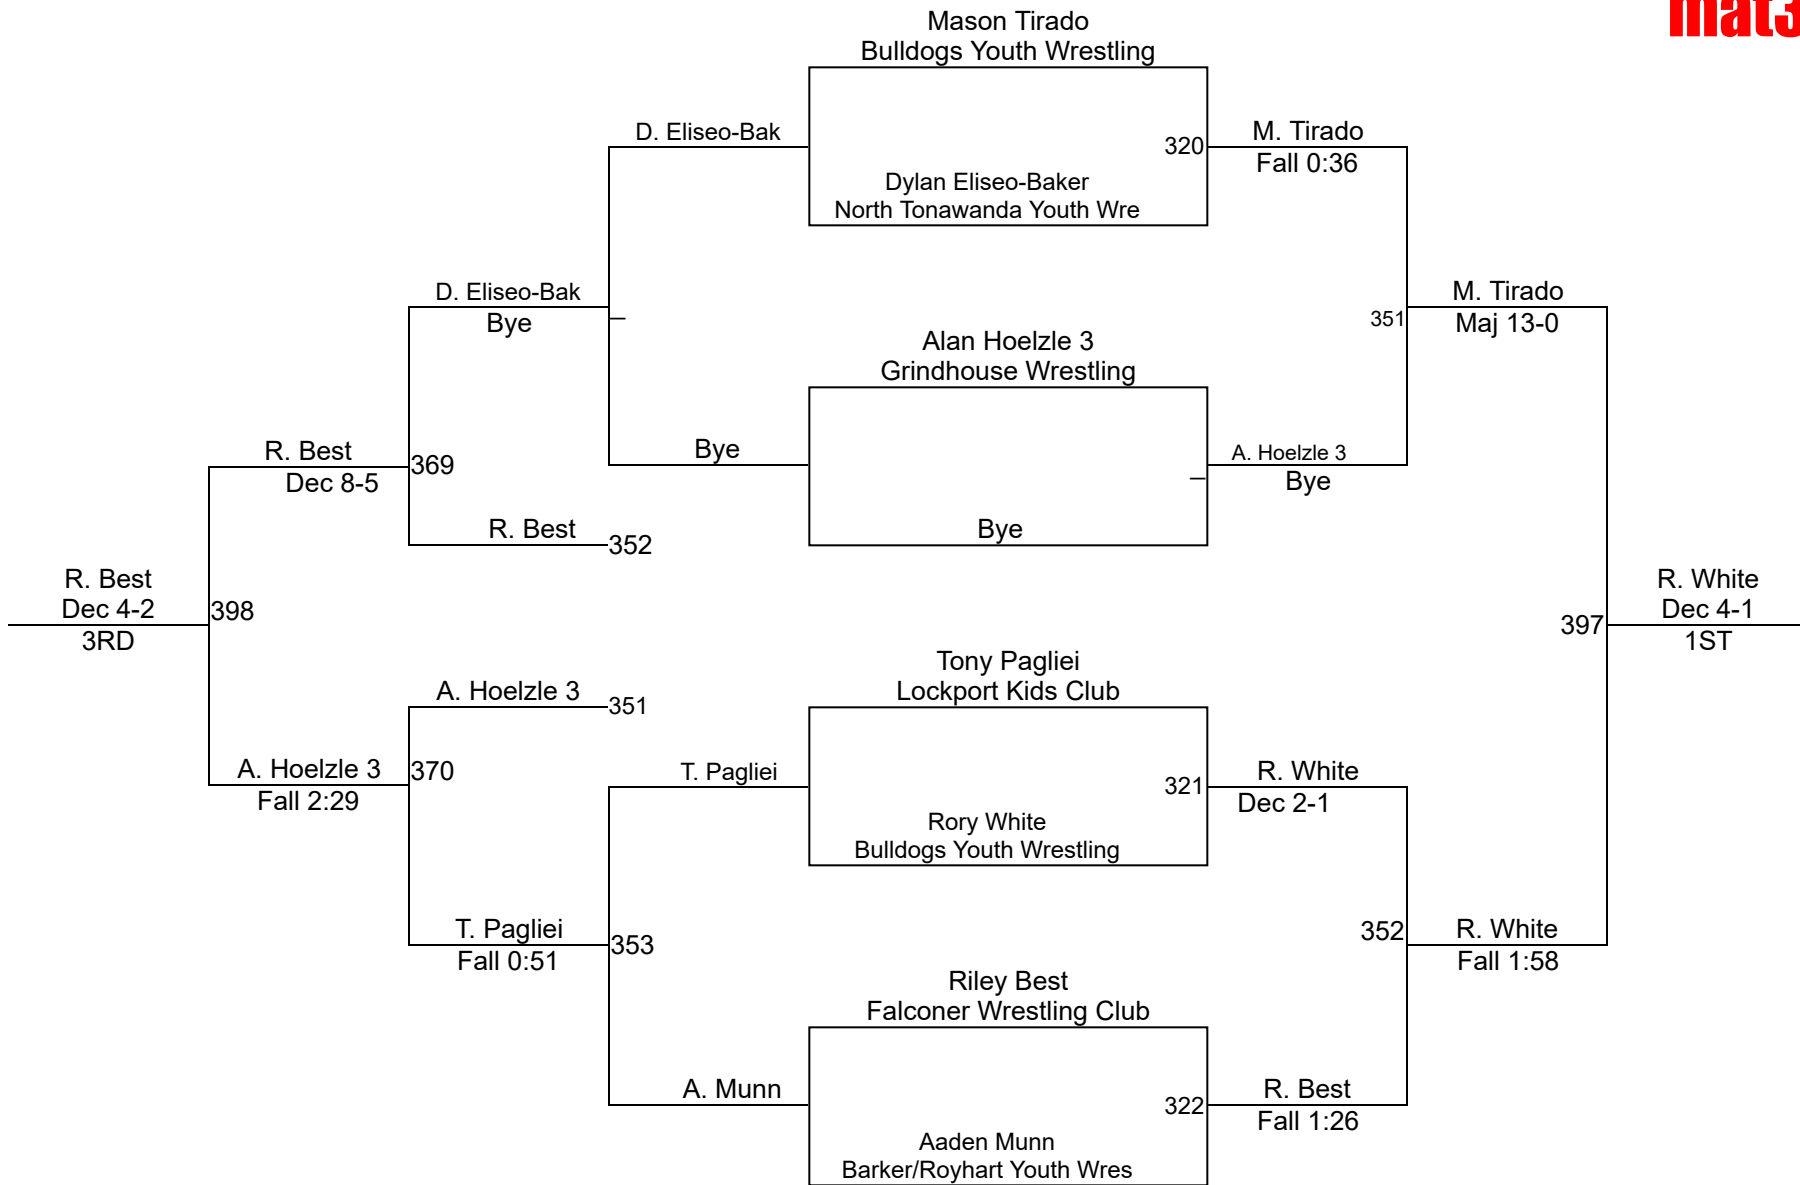 mat3
Mason Tirado
Bulldogs Youth Wrestling
D. Eliseo-Bak
320
M. Tirado
Fall 0:36
Dylan Eliseo-Baker
North Tonawanda Youth Wre
D. Eliseo-Bak
Bye
351
M. Tirado
Maj 13-0
Alan Hoelzle 3
Grindhouse Wrestling
R. Best
Dec 8-5
369
Bye
A. Hoelzle 3
Bye
R. Best
352
Bye
R. Best
Dec 4-2
3RD
398
397
R. White
Dec 4-1
1ST
Tony Pagliei
Lockport Kids Club
A. Hoelzle 3
351
A. Hoelzle 3
Fall 2:29
370
T. Pagliei
321
R. White
Dec 2-1
Rory White
Bulldogs Youth Wrestling
T. Pagliei
Fall 0:51
353
352
R. White
Fall 1:58
Riley Best
Falconer Wrestling Club
A. Munn
322
R. Best
Fall 1:26
Aaden Munn
Barker/Royhart Youth Wres